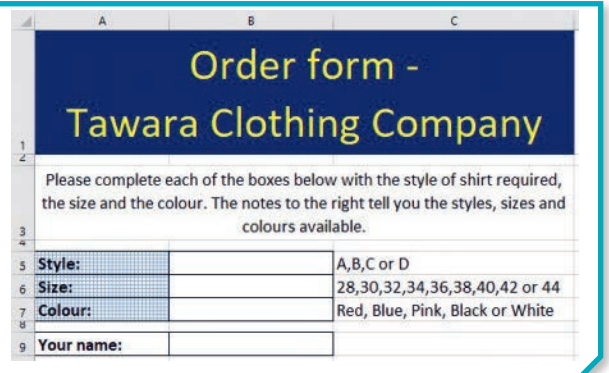 A B C
1 Order form -
Tawara Clothing Company
2
3 Please complete each of the boxes below with the style of shirt required,
the size and the colour. The notes to the right tell you the styles, sizes and
colours available.
4
5 Style: A,B,C or D
6 Size: 28,30,32,34,36,38,40,42 or 44
7 Colour: Red, Blue, Pink, Black or White
8
9 Your name: